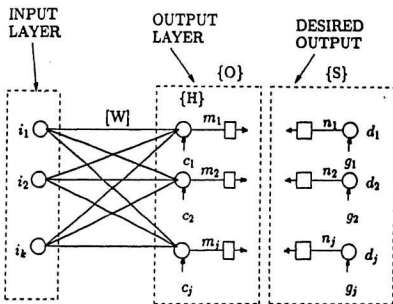 INPUT
LAYER
OUTPUT
LAYER
DESIRED
OUTPUT
{O}
{S}
[W]
{H}
i₁
m₁
n₁
d₁
c₁
g₁
i₂
m₂
n₂
d₂
c₂
g₂
iₖ
mⱼ
nⱼ
dⱼ
cⱼ
gⱼ